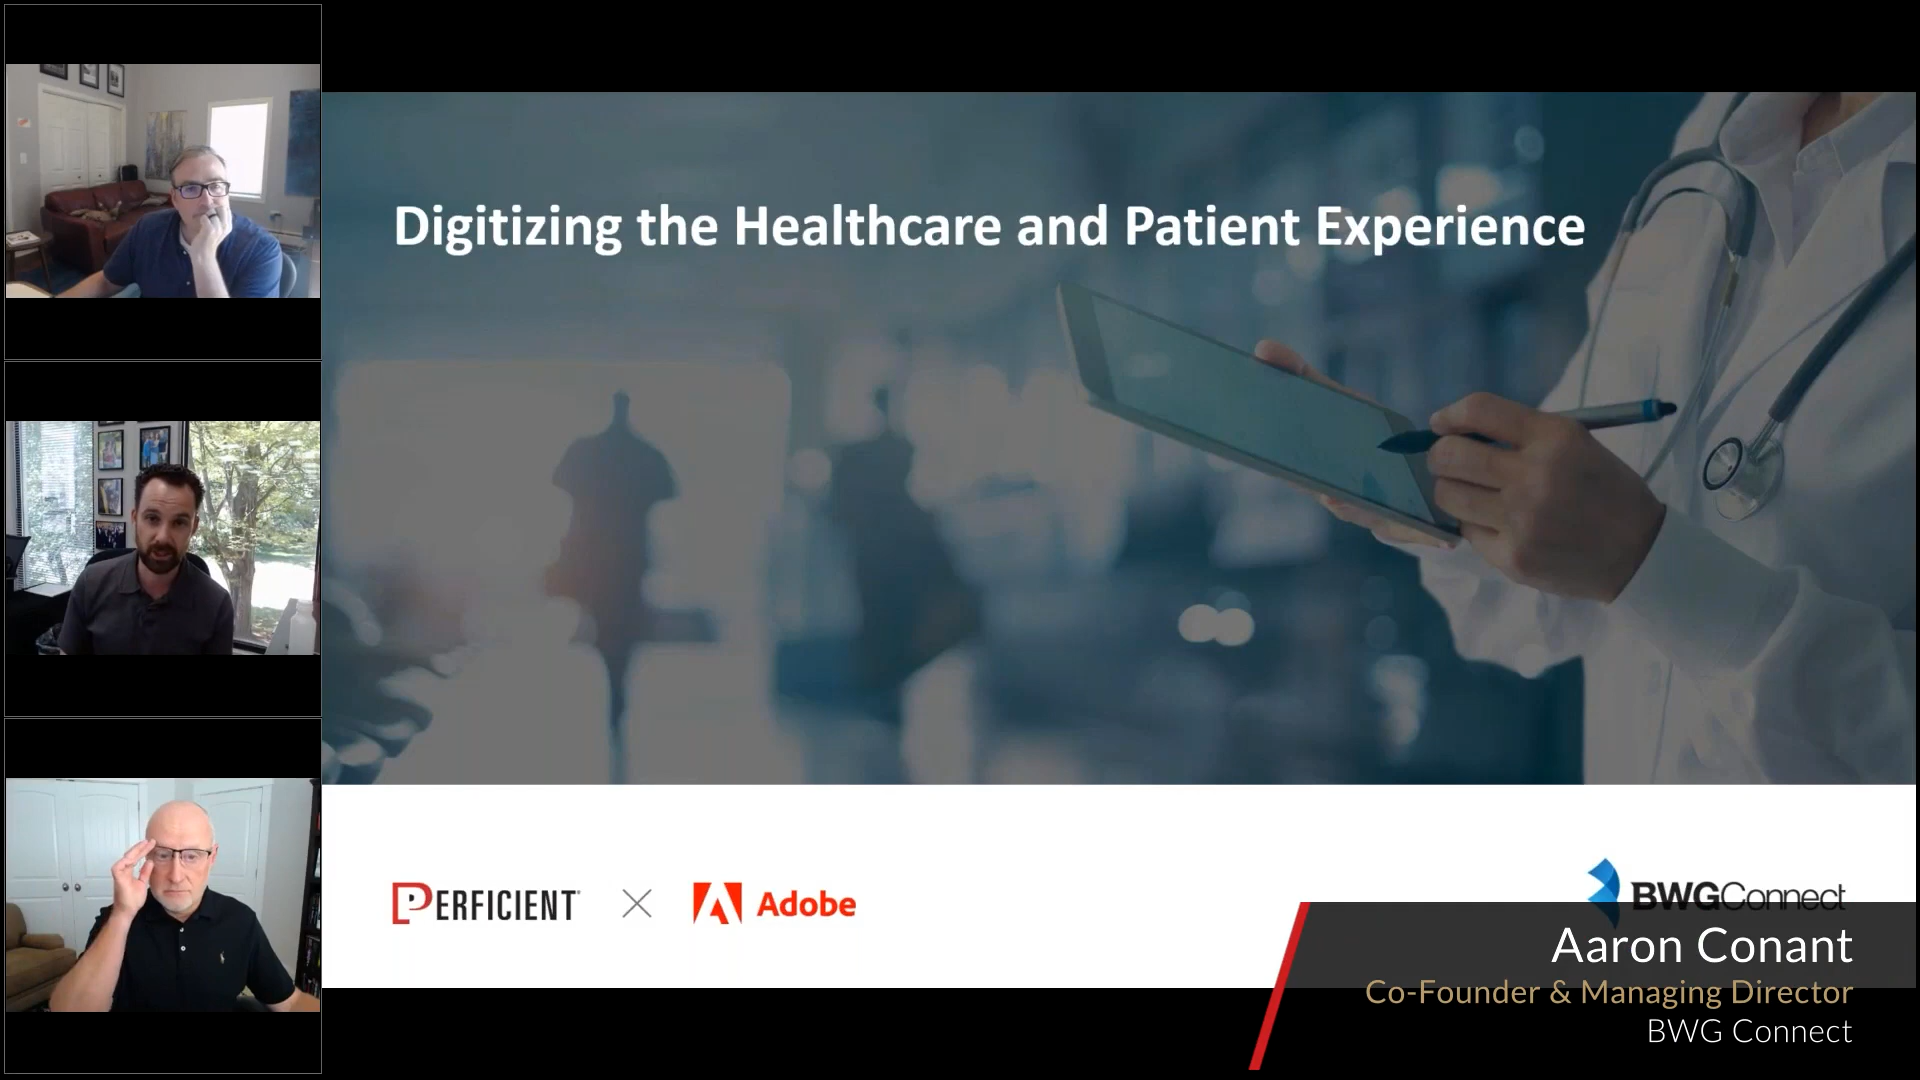 Digitizing the Healthcare and Patient Experience
PERFICIENT
Adobe
BWGConnect
Aaron Conant
Co-Founder & Managing Director
BWG Connect